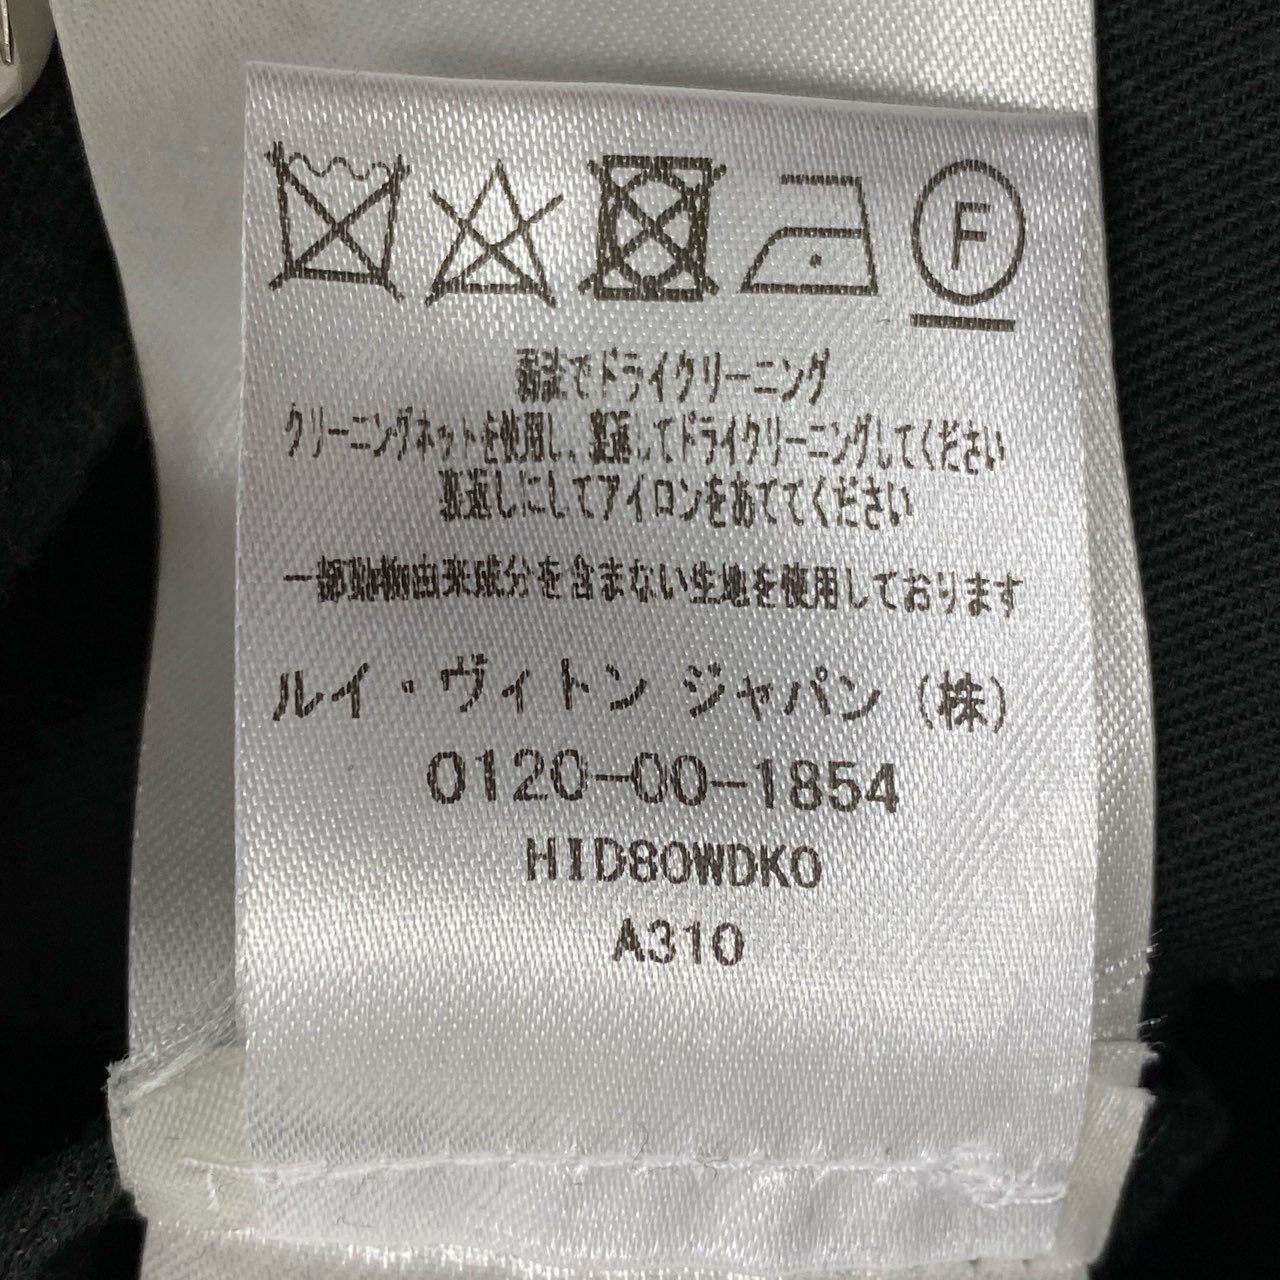 F
弱法でドライクリーニング
クリーニングネットを使用し、裏返してドライクリーニングしてください
裏返しにしてアイロンをあててください
一部動物由来成分を含まない生地を使用しております
ルイ・ヴィトン ジャパン (株)
0120-00-1854
HID80WDK0
A310